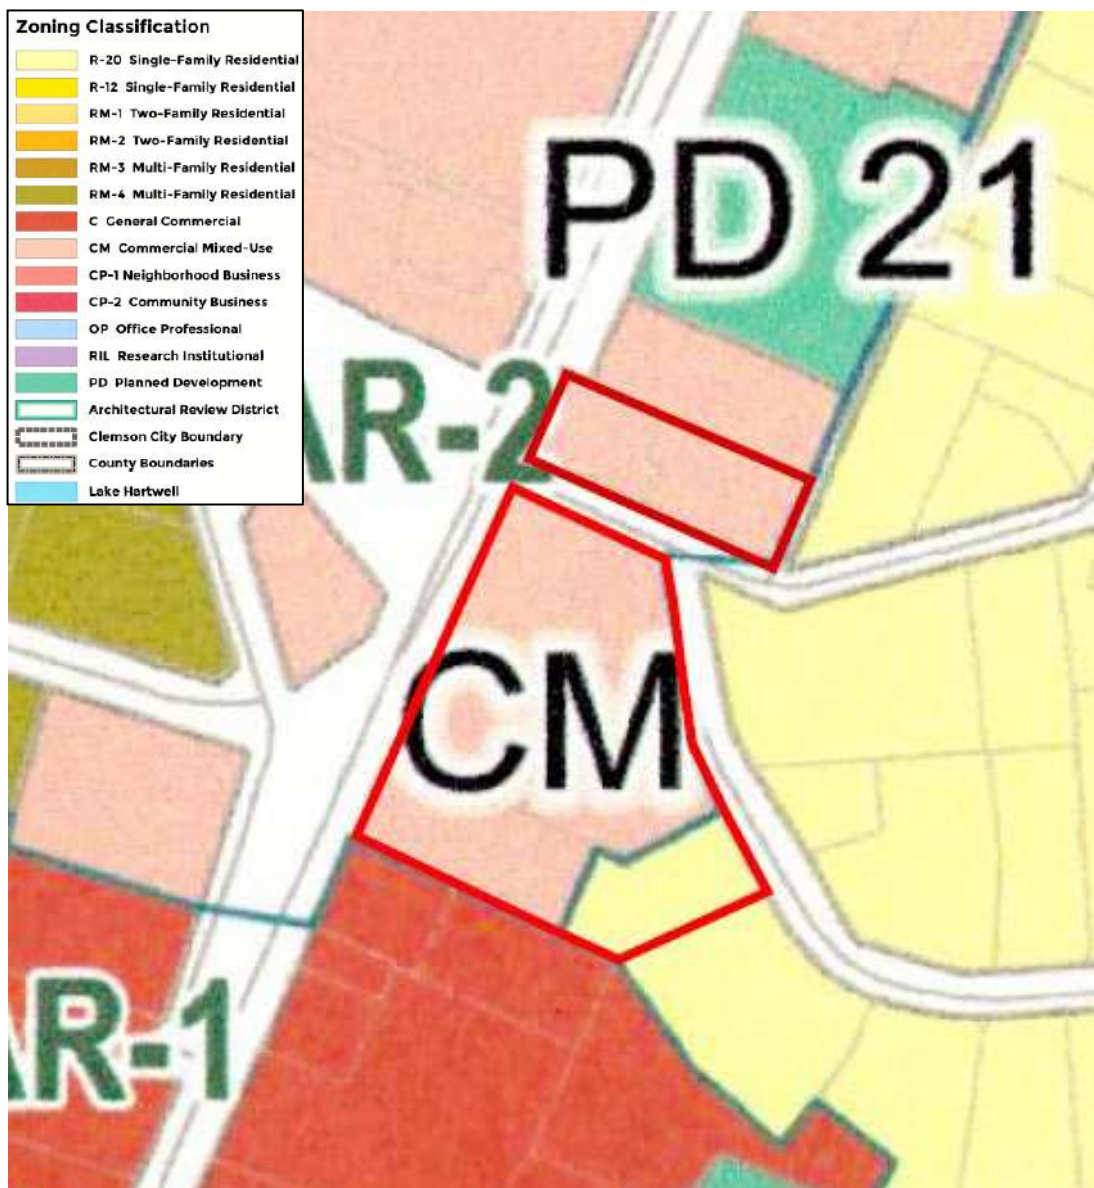 Zoning Classification
R-20 Single-Family Residential
R-12 Single-Family Residential
RM-1 Two-Family Residential
RM-2 Two-Family Residential
RM-3 Multi-Family Residential
RM-4 Multi-Family Residential
C General Commercial
CM Commercial Mixed-Use
CP-1 Neighborhood Business
CP-2 Community Business
OP Office Professional
RIL Research Institutional
PD Planned Development
Architectural Review District
Clemson City Boundary
County Boundaries
Lake Hartwell
PD 21
AR-2
CM
AR-1